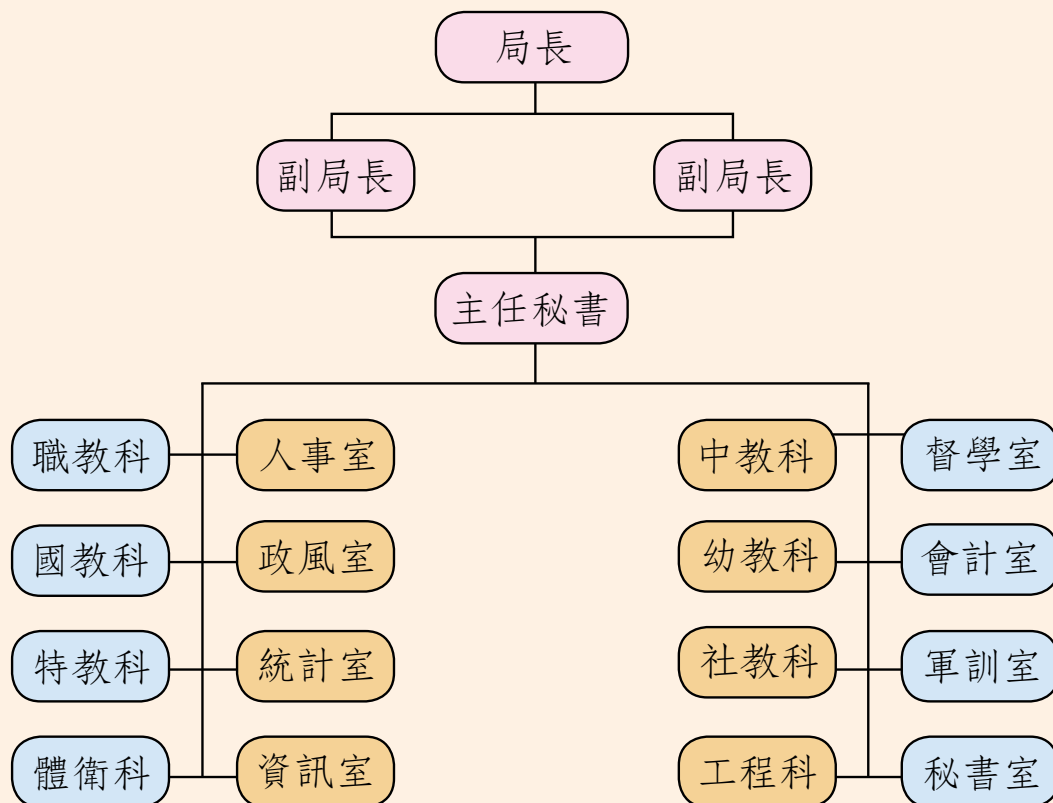 局長
副局長
副局長
主任秘書
職教科
人事室
中教科
督學室
國教科
政風室
幼教科
會計室
特教科
統計室
社教科
軍訓室
體衛科
資訊室
工程科
秘書室